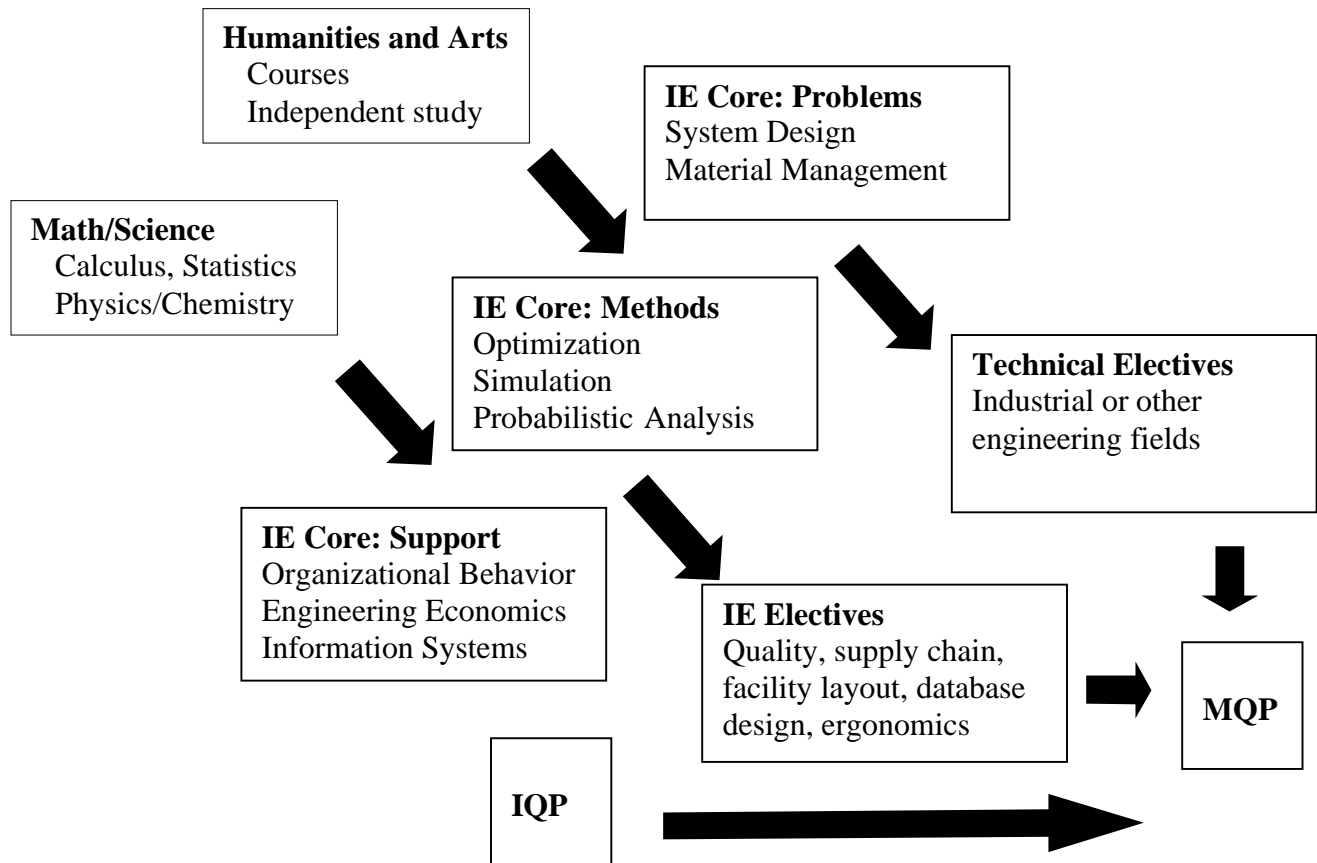 Humanities and Arts
Courses
Independent study
IE Core: Problems
System Design
Material Management
Math/Science
Calculus, Statistics
Physics/Chemistry
IE Core: Methods
Optimization
Simulation
Probabilistic Analysis
Technical Electives
Industrial or other
engineering fields
IE Core: Support
Organizational Behavior
Engineering Economics
Information Systems
IE Electives
Quality, supply chain,
facility layout, database
design, ergonomics
MQP
IQP